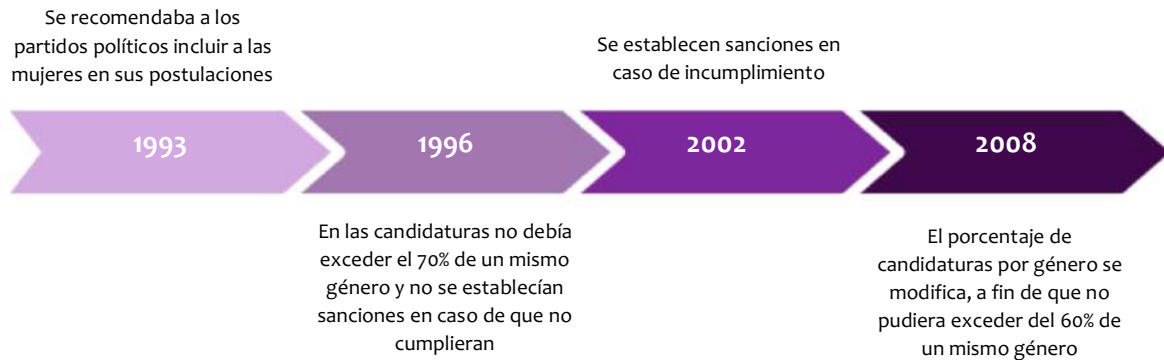 Se recomendaba a los
partidos políticos incluir a las
mujeres en sus postulaciones
1993
1996
En las candidaturas no debía
exceder el 70% de un mismo
género y no se establecían
sanciones en caso de que no
cumplieran
Se establecen sanciones en
caso de incumplimiento
2002
2008
El porcentaje de
candidaturas por género se
modifica, a fin de que no
pudiera exceder del 60% de
un mismo género